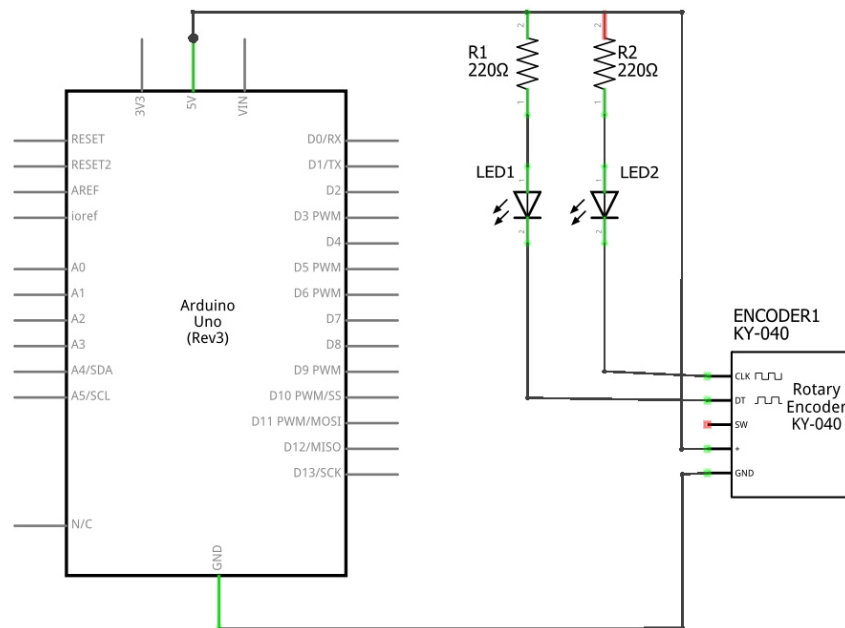 R1
220Ω
R2
220Ω
2
2
1
1
3V3
5V
VIN
RESET
RESET2
AREF
ioref
A0
A1
A2
A3
A4/SDA
A5/SCL
N/C
D0/RX
D1/TX
D2
D3 PWM
D4
D5 PWM
D6 PWM
D7
D8
D9 PWM
D10 PWM/SS
D11 PWM/MOSI
D12/MISO
D13/SCK
GND
Arduino
Uno
(Rev3)
LED1
LED2
1
1
2
2
ENCODER1
KY-040
CLK
DT
SW
+
GND
Rotary
Encoder
KY-040